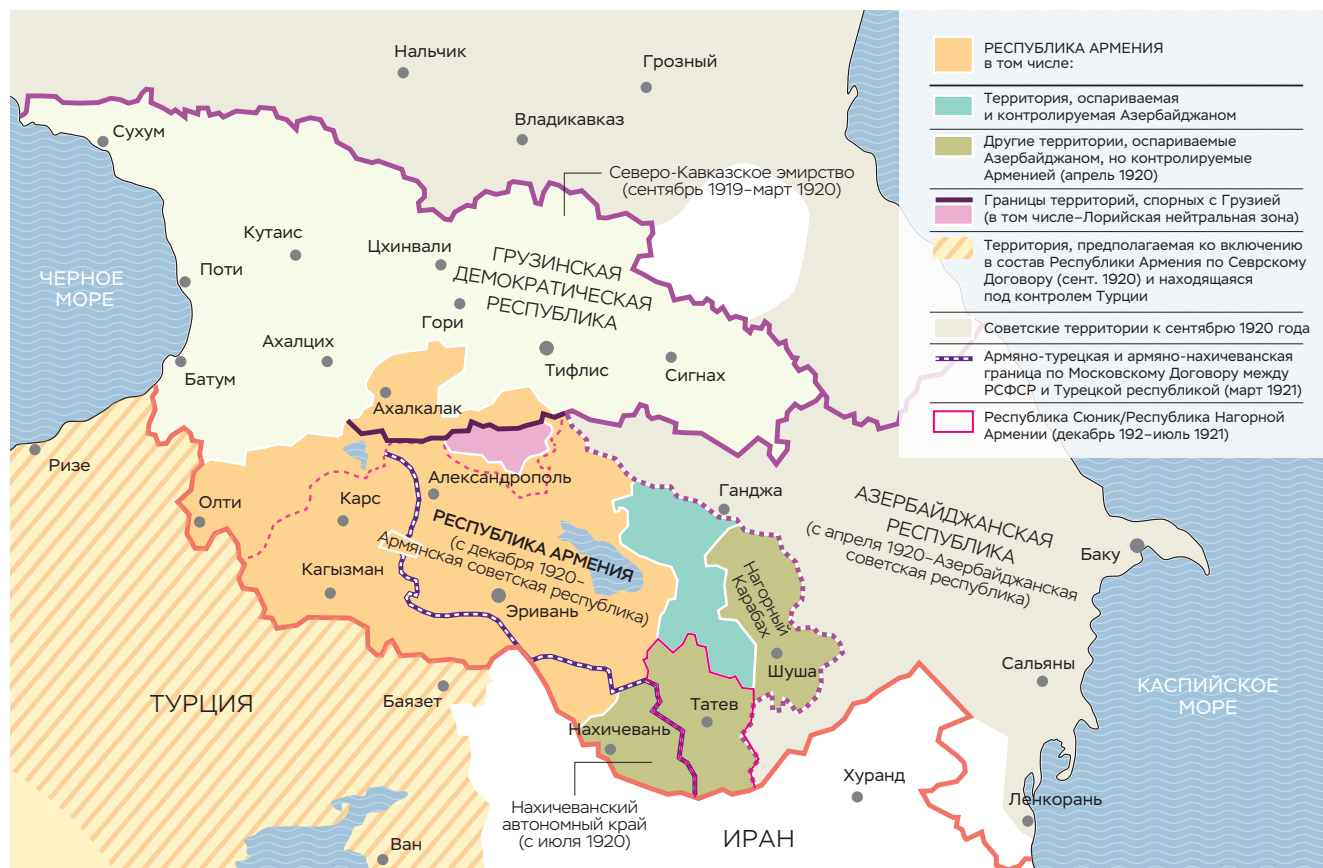 Нальчик
Грозный
Сухум
Владикавказ
Северо-Кавказское эмирство
(сентябрь 1919–март 1920)
Кутаис
Цхинвали
Поти
ЧЕРНОЕ
МОРЕ
ГРУЗИНСКАЯ
ДЕМОКРАТИЧЕСКАЯ
РЕСПУБЛИКА
Гори
Ахалцих
Батум
Тифлис
Сигнах
Ахалкалак
Ризе
Олти
Карс
Александрополь
РЕСПУБЛИКА АРМЕНИЯ
(с декабря 1920–
Армянская советская республика)
Кагызман
Эривань
Ганджа
АЗЕРБАЙДЖАНСКАЯ
РЕСПУБЛИКА
(с апреля 1920–Азербайджанская
советская республика)
Баку
Нагорный
Карабах
Шуша
Сальяны
КАСПИЙСКОЕ
МОРЕ
ТУРЦИЯ
Баязет
Татев
Нахичевань
Хуранд
Ленкорань
Нахичеванский
автономный край
(с июля 1920)
ИРАН
Ван
РЕСПУБЛИКА АРМЕНИЯ
в том числе:
Территория, оспариваемая
и контролируемая Азербайджаном
Другие территории, оспариваемые
Азербайджаном, но контролируемые
Арменией (апрель 1920)
Границы территорий, спорных с Грузией
(в том числе–Лорийская нейтральная зона)
Территория, предполагаемая ко включению
в состав Республики Армения по Севрскому
Договору (сент. 1920) и находящаяся
под контролем Турции
Советские территории к сентябрю 1920 года
Армяно-турецкая и армяно-нахичеванская
граница по Московскому Договору между
РСФСР и Турецкой республикой (март 1921)
Республика Сюник/Республика Нагорной
Армении (декабрь 192–июль 1921)